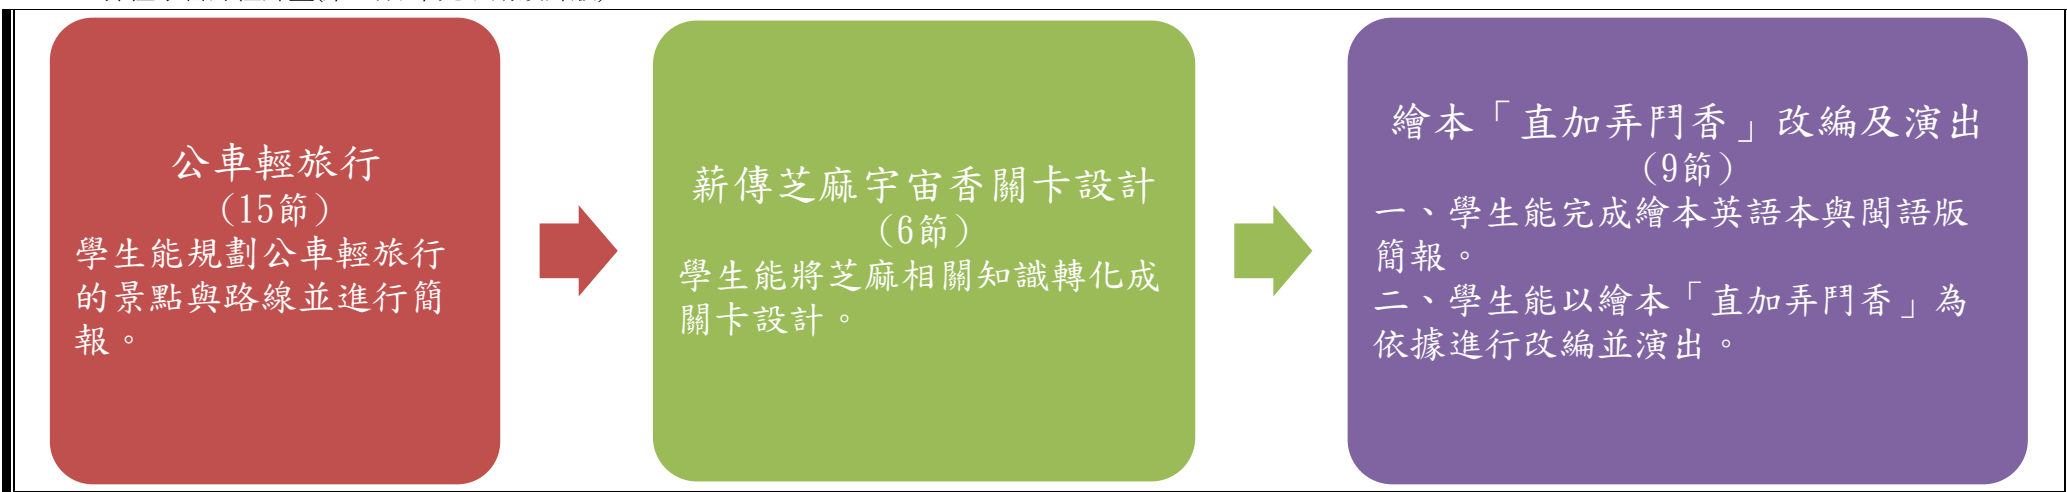 公車輕旅行
(15節)
學生能規劃公車輕旅行
的景點與路線並進行簡
報。
薪傳芝麻宇宙香關卡設計
(6節)
學生能將芝麻相關知識轉化成
關卡設計。
繪本「直加弄鬥香」改編及演出
(9節)
一、學生能完成繪本英語本與閩語版
簡報。
二、學生能以繪本「直加弄鬥香」為
依據進行改編並演出。